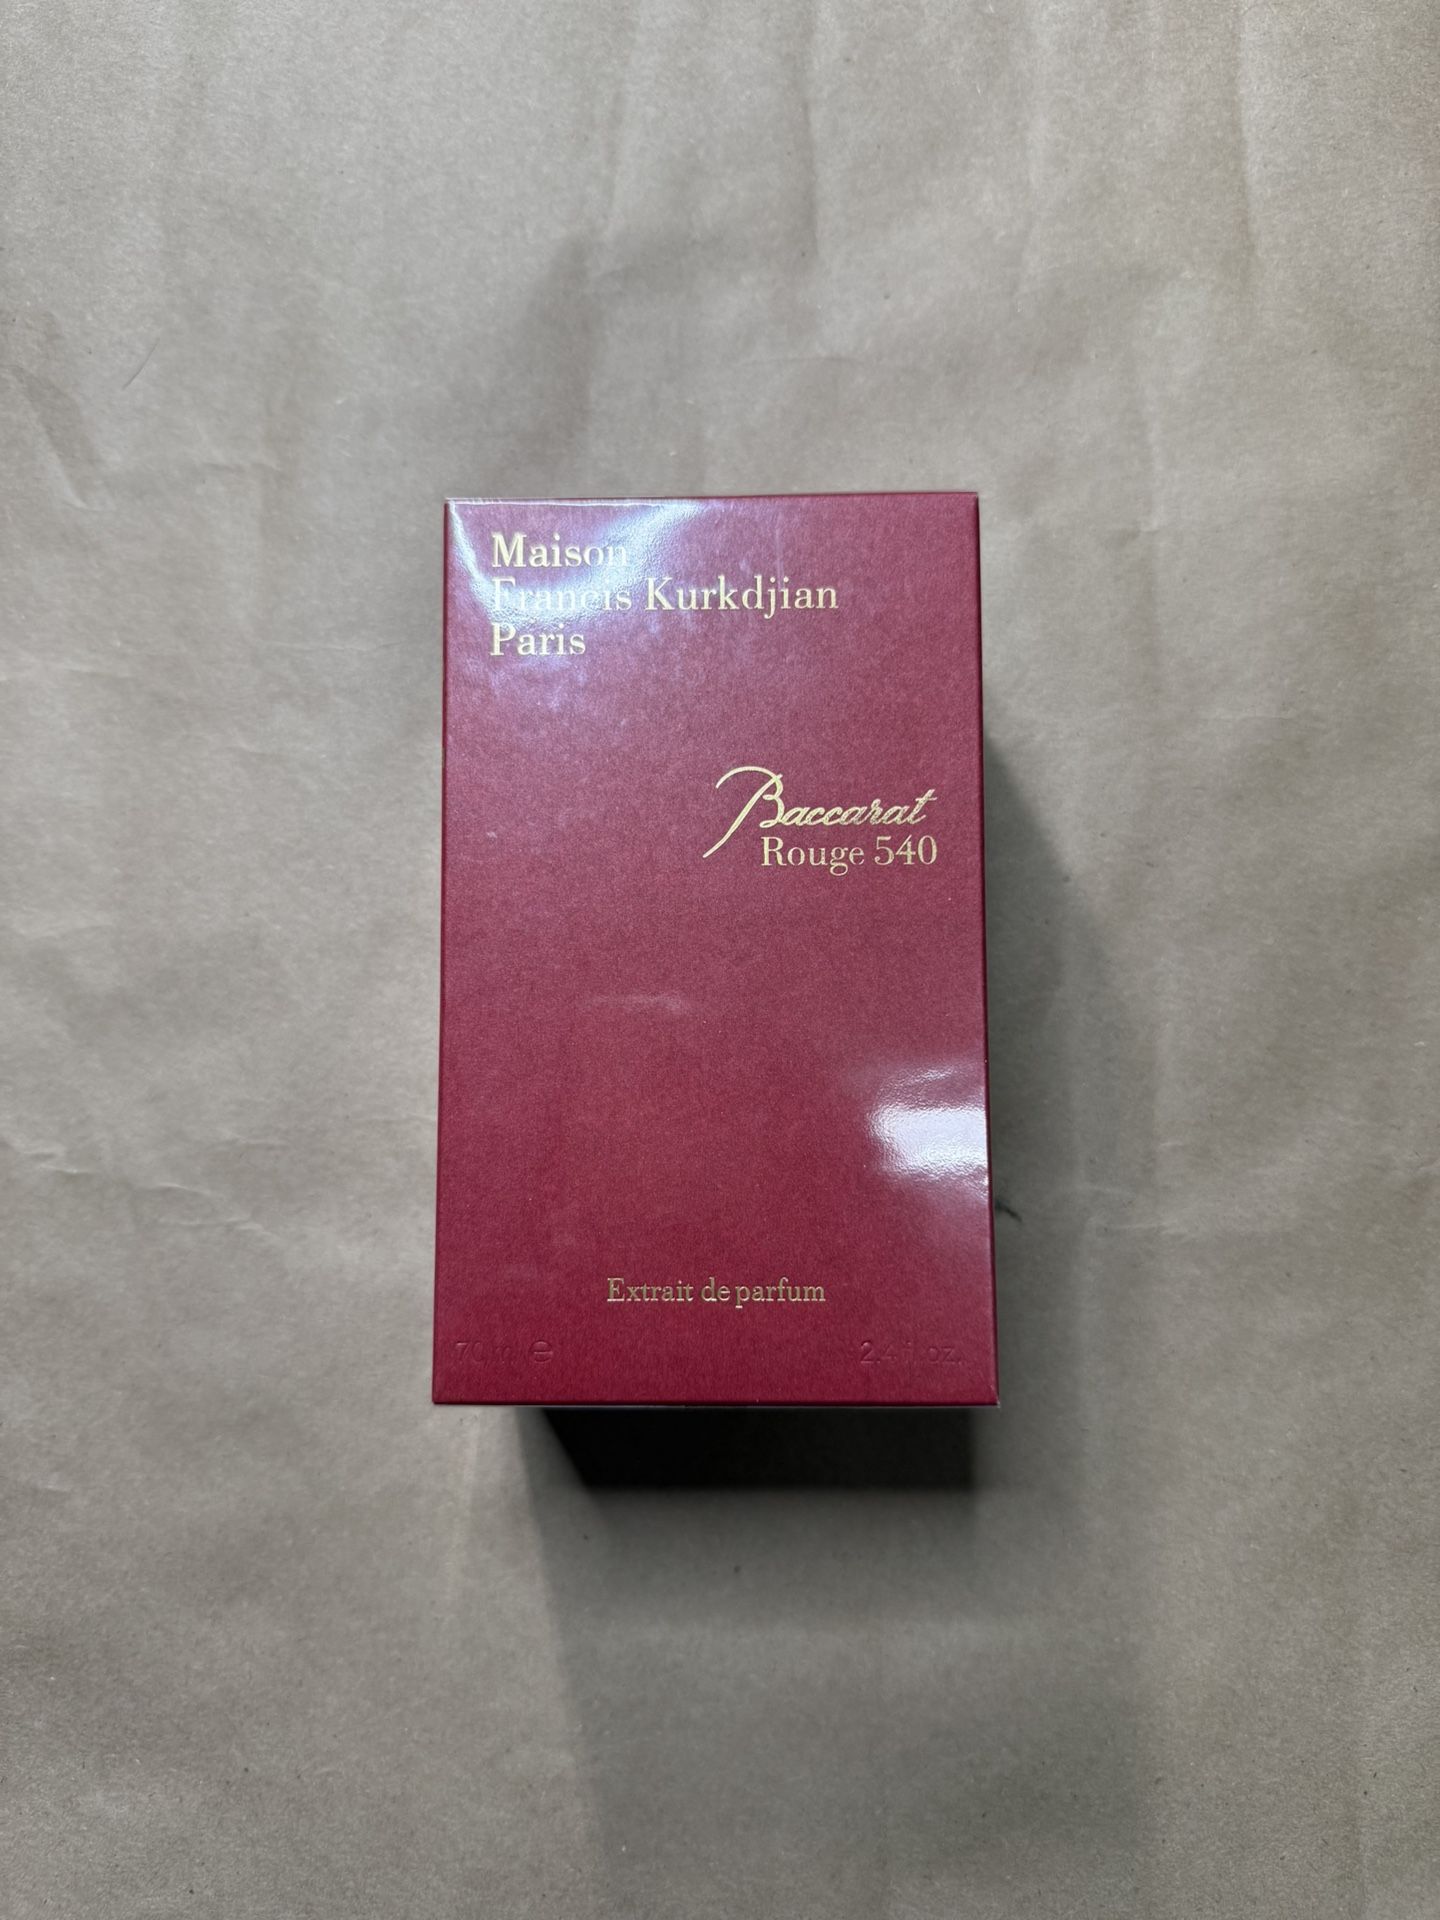 Maison
Francis Kurkdjian
Paris
Baccarat
Rouge 540
Extrait de parfum
70 ml ℮ 2.4 fl.oz.